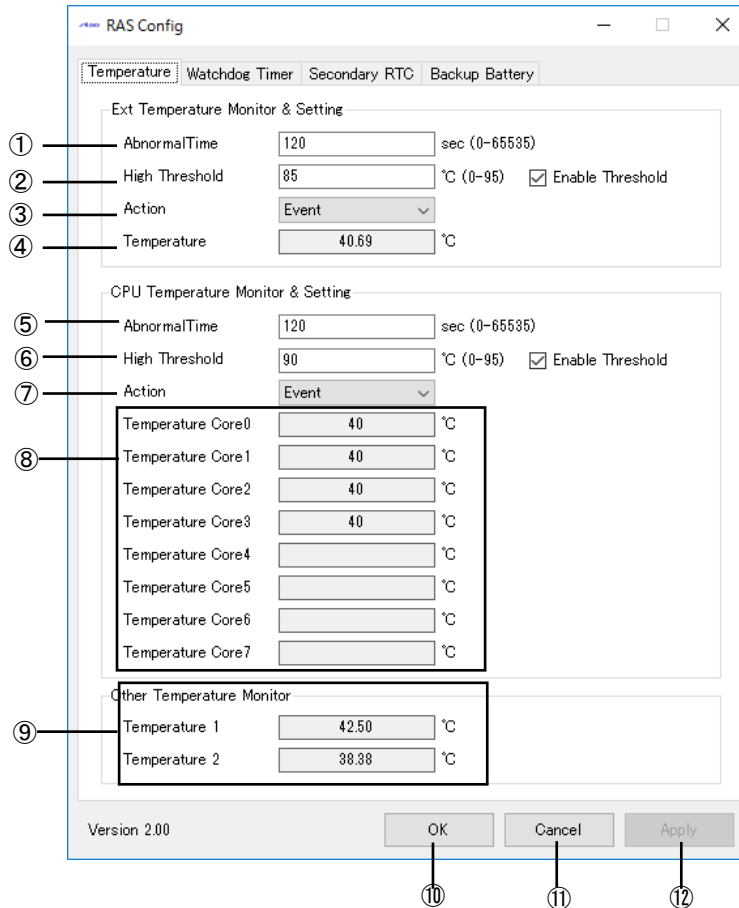 RAS Config
Temperature Watchdog Timer Secondary RTC Backup Battery
Ext Temperature Monitor & Setting
① AbnormalTime 120 sec (0-65535)
② High Threshold 85 ℃ (0-95) Enable Threshold
③ Action Event
④ Temperature 40.69 ℃
CPU Temperature Monitor & Setting
⑤ AbnormalTime 120 sec (0-65535)
⑥ High Threshold 90 ℃ (0-95) Enable Threshold
⑦ Action Event
Temperature Core0 40 ℃
⑧ Temperature Core1 40 ℃
Temperature Core2 40 ℃
Temperature Core3 40 ℃
Temperature Core4 ℃
Temperature Core5 ℃
Temperature Core6 ℃
Temperature Core7 ℃
Other Temperature Monitor
⑨ Temperature 1 42.50 ℃
Temperature 2 38.38 ℃
Version 2.00 OK Cancel Apply
⑩ ⑪ ⑫